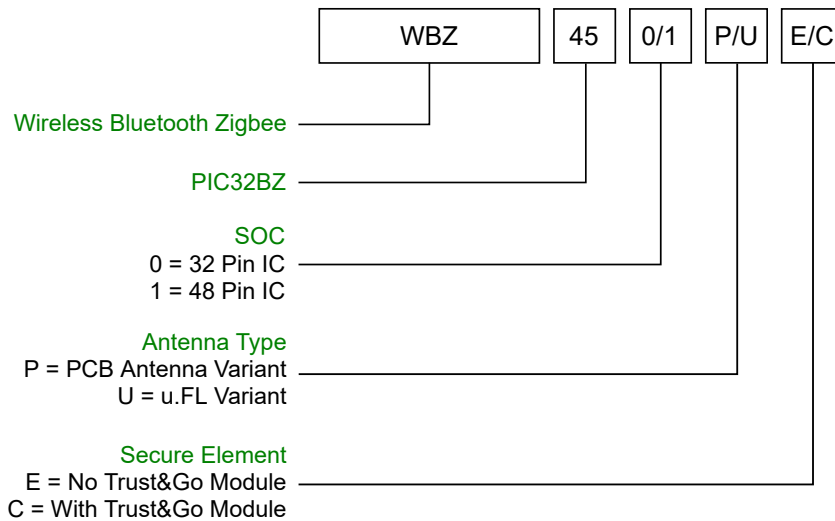 WBZ 45 0/1 P/U E/C
Wireless Bluetooth Zigbee
PIC32BZ
SOC
0 = 32 Pin IC
1 = 48 Pin IC
Antenna Type
P = PCB Antenna Variant
U = u.FL Variant
Secure Element
E = No Trust&Go Module
C = With Trust&Go Module